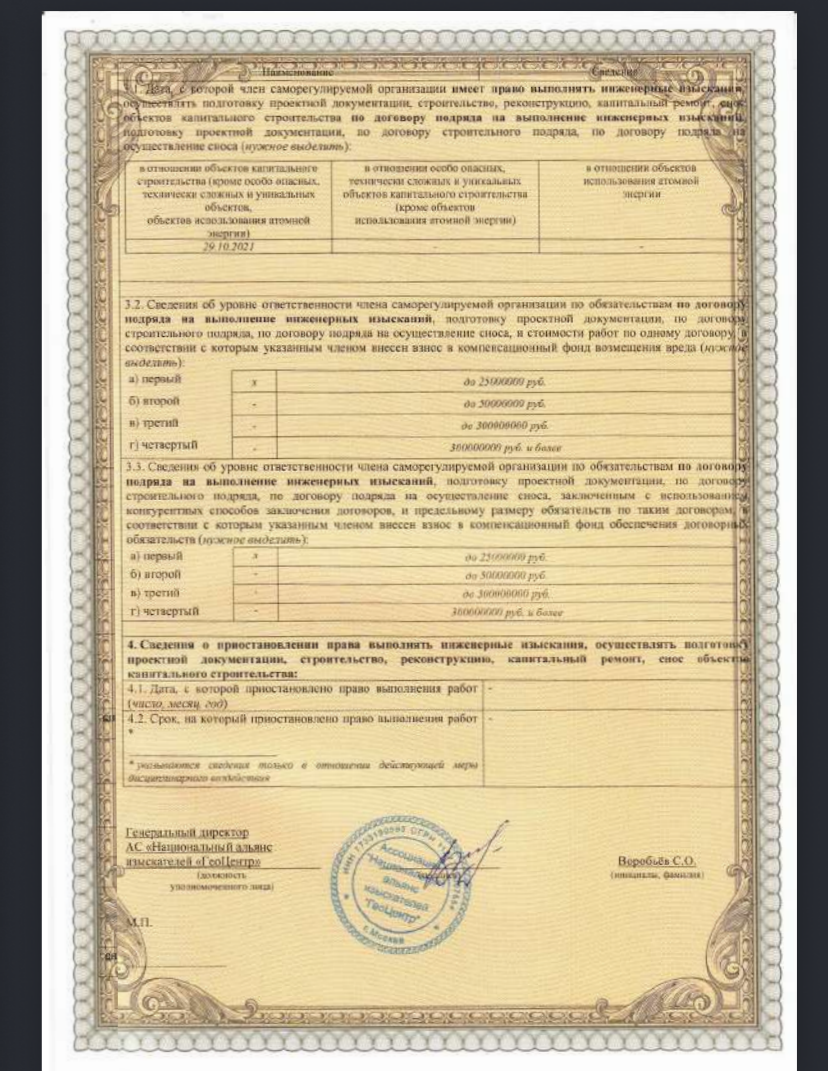 Наименование Сведения
3.1. Дата, с которой член саморегулируемой организации имеет право выполнять инженерные изыскания,
осуществлять подготовку проектной документации, строительство, реконструкцию, капитальный ремонт, снос
объектов капитального строительства по договору подряда на выполнение инженерных изысканий,
подготовку проектной документации, по договору строительного подряда, по договору подряда на
осуществление сноса (нужное выделить):
в отношении объектов капитального
строительства (кроме особо опасных,
технически сложных и уникальных
объектов,
объектов использования атомной
энергии)
в отношении особо опасных,
технически сложных и уникальных
объектов капитального строительства
(кроме объектов
использования атомной энергии)
в отношении объектов
использования атомной
энергии
29.10.2021 - -
3.2. Сведения об уровне ответственности члена саморегулируемой организации по обязательствам по договору
подряда на выполнение инженерных изысканий, подготовку проектной документации, по договору
строительного подряда, по договору подряда на осуществление сноса, и стоимости работ по одному договору, в
соответствии с которым указанным членом внесен взнос в компенсационный фонд возмещения вреда (нужное
выделить):
а) первый x до 25000000 руб.
б) второй - до 50000000 руб.
в) третий - до 300000000 руб.
г) четвертый - 300000000 руб. и более
3.3. Сведения об уровне ответственности члена саморегулируемой организации по обязательствам по договору
подряда на выполнение инженерных изысканий, подготовку проектной документации, по договору
строительного подряда, по договору подряда на осуществление сноса, заключенным с использованием
конкурентных способов заключения договоров, и предельному размеру обязательств по таким договорам, в
соответствии с которым указанным членом внесен взнос в компенсационный фонд обеспечения договорных
обязательств (нужное выделить):
а) первый x до 25000000 руб.
б) второй - до 50000000 руб.
в) третий - до 300000000 руб.
г) четвертый - 300000000 руб. и более
4. Сведения о приостановлении права выполнять инженерные изыскания, осуществлять подготовку
проектной документации, строительство, реконструкцию, капитальный ремонт, снос объектов
капитального строительства:
4.1. Дата, с которой приостановлено право выполнения работ -
(число, месяц, год)
4.2. Срок, на который приостановлено право выполнения работ -
*
* указываются сведения только в отношении действующей меры
дисциплинарного воздействия
Генеральный директор
АС «Национальный альянс
изыскателей «ГеоЦентр»
(должность
уполномоченного лица)
Ассоциация
"Национальный
альянс
изыскателей
"ГеоЦентр"
г.Москва
Воробьёв С.О.
(инициалы, фамилия)
М.П.